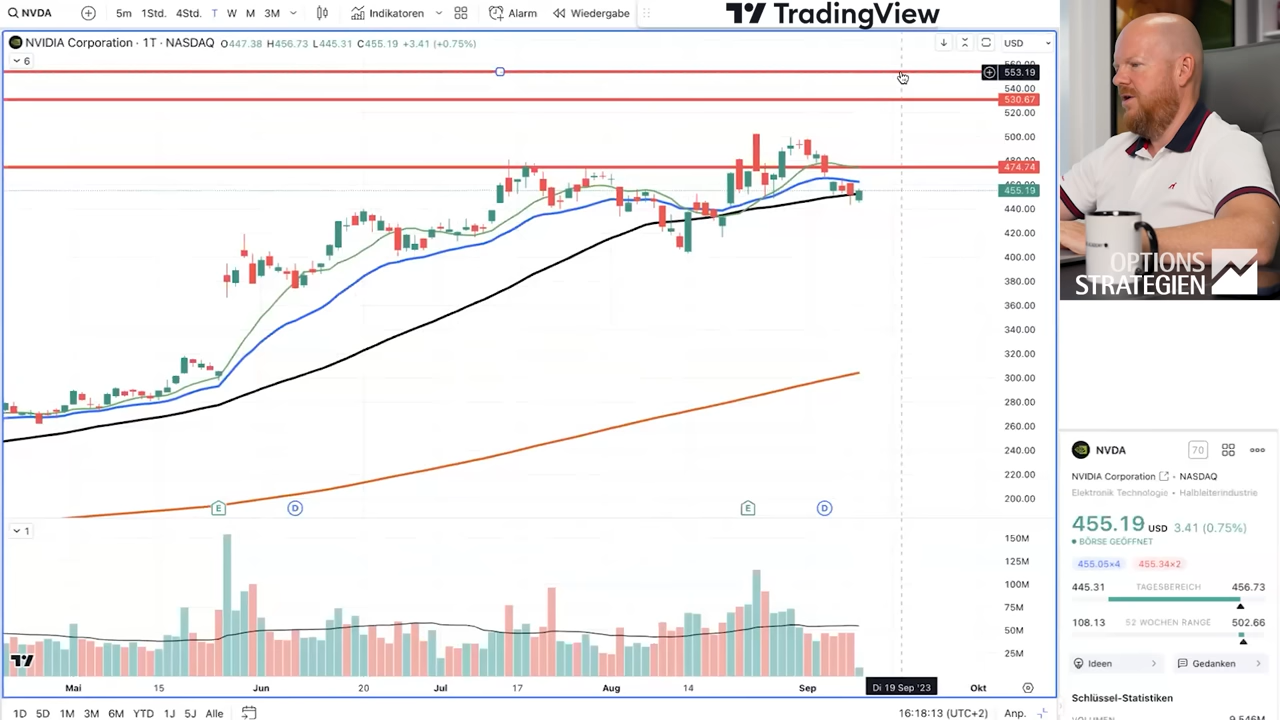 NVDA
5m 1Std. 4Std. T W M 3M
Indikatoren
Alarm
Wiedergabe
TradingView
NVIDIA Corporation · 1T · NASDAQ O447.38 H456.73 L445.31 C455.19 +3.41 (+0.75%)
USD
6
553.19
540.00
530.67
520.00
500.00
474.74
455.19
440.00
420.00
400.00
380.00
360.00
340.00
320.00
300.00
280.00
260.00
240.00
220.00
200.00
E D E D
1
150M
125M
100M
75M
50M
25M
Mai 15 Jun 20 Jul 17 Aug 14 Sep Di 19 Sep '23 Okt
1D 5D 1M 3M 6M YTD 1J 5J Alle
16:18:13 (UTC+2) Anp.
OPTIONS
STRATEGIEN
NVDA
70
NVIDIA Corporation · NASDAQ
Elektronik Technologie · Halbleiterindustrie
455.19 USD 3.41 (0.75%)
BÖRSE GEÖFFNET
455.05×4 455.34×2
445.31 TAGESBEREICH 456.73
108.13 52 WOCHEN RANGE 502.66
Ideen
Gedanken
Schlüssel-Statistiken